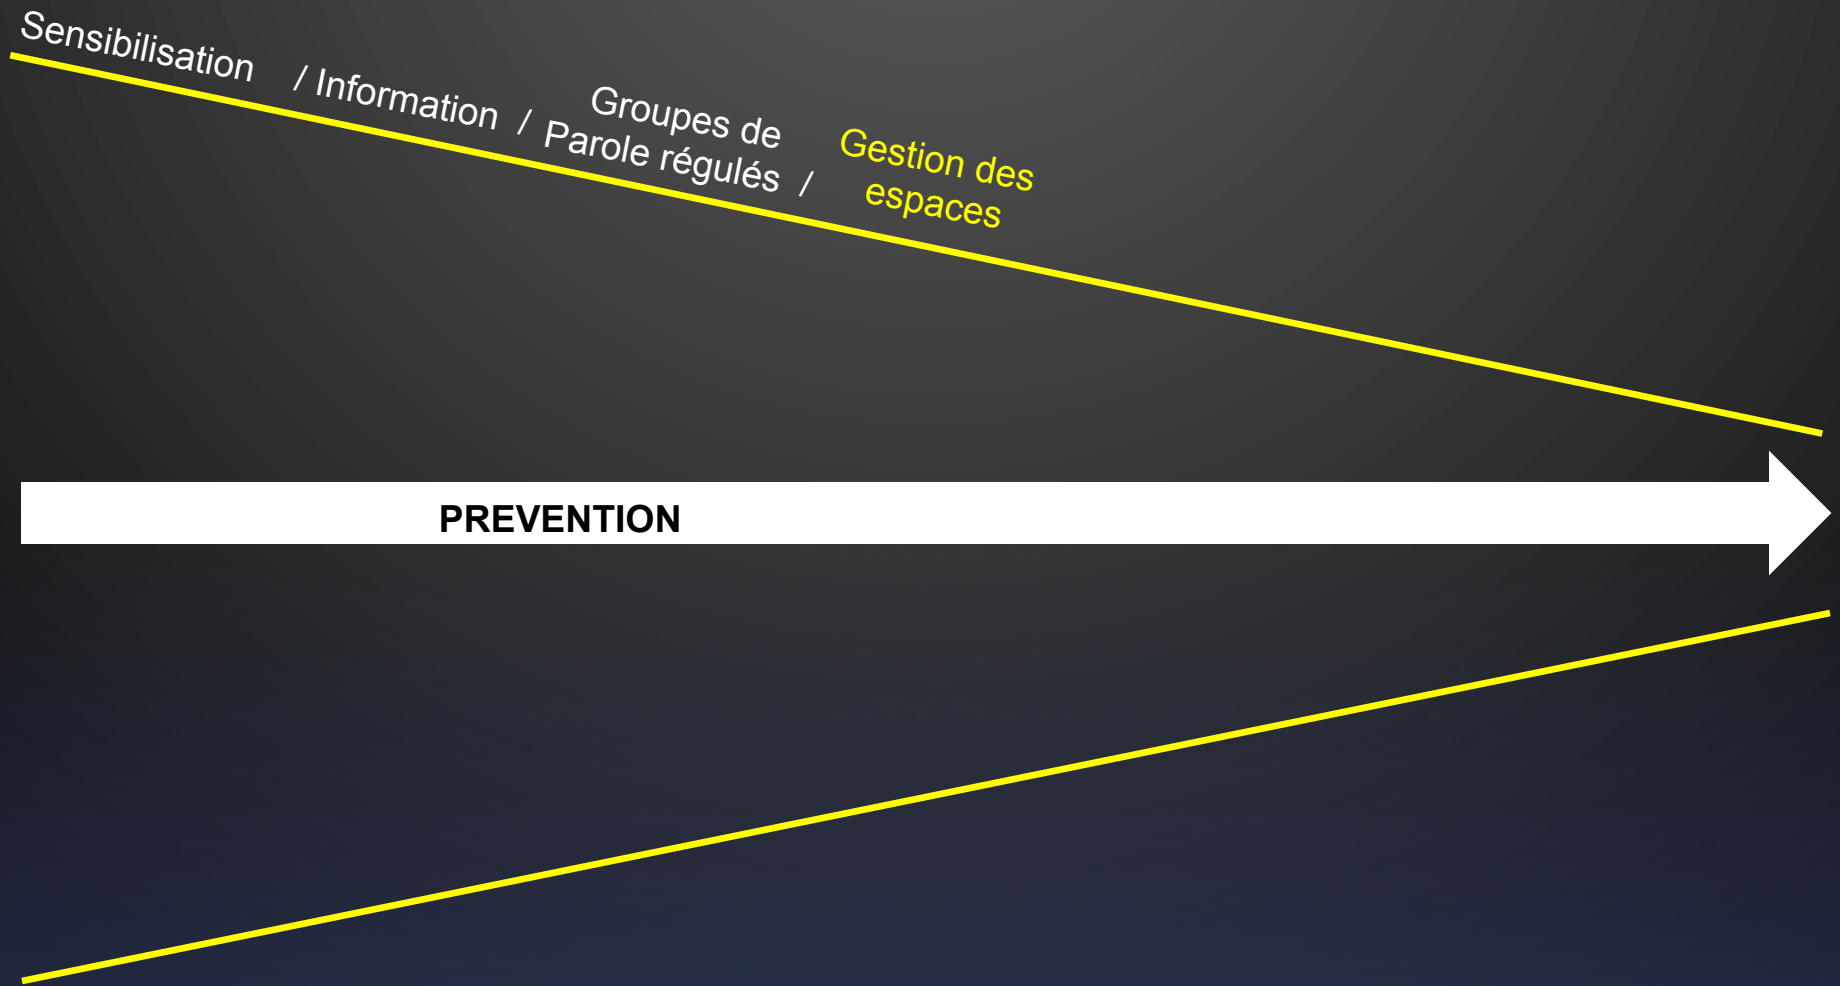 Sensibilisation / Information /
Groupes de
Parole régulés /
Gestion des
espaces
PREVENTION